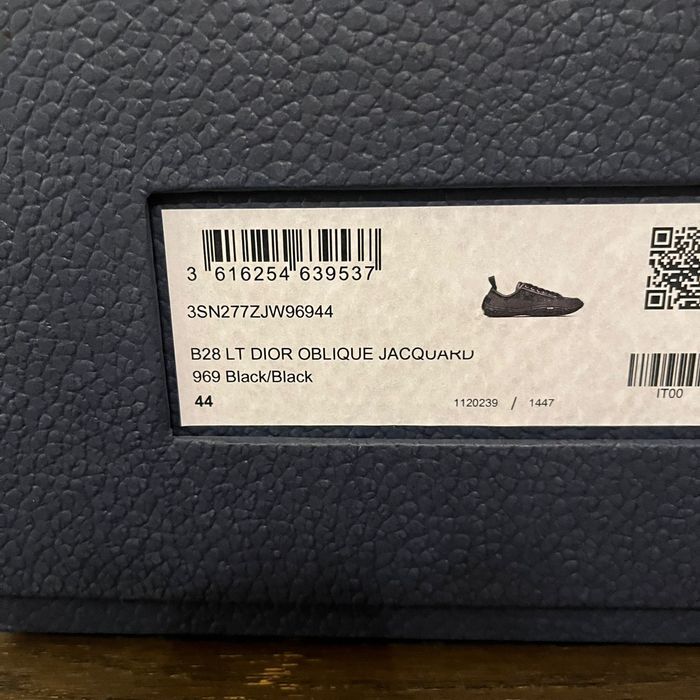 3 616254 639537
3SN277ZJW96944
B28 LT DIOR OBLIQUE JACQUARD
969 Black/Black
44
1120239 / 1447
IT00